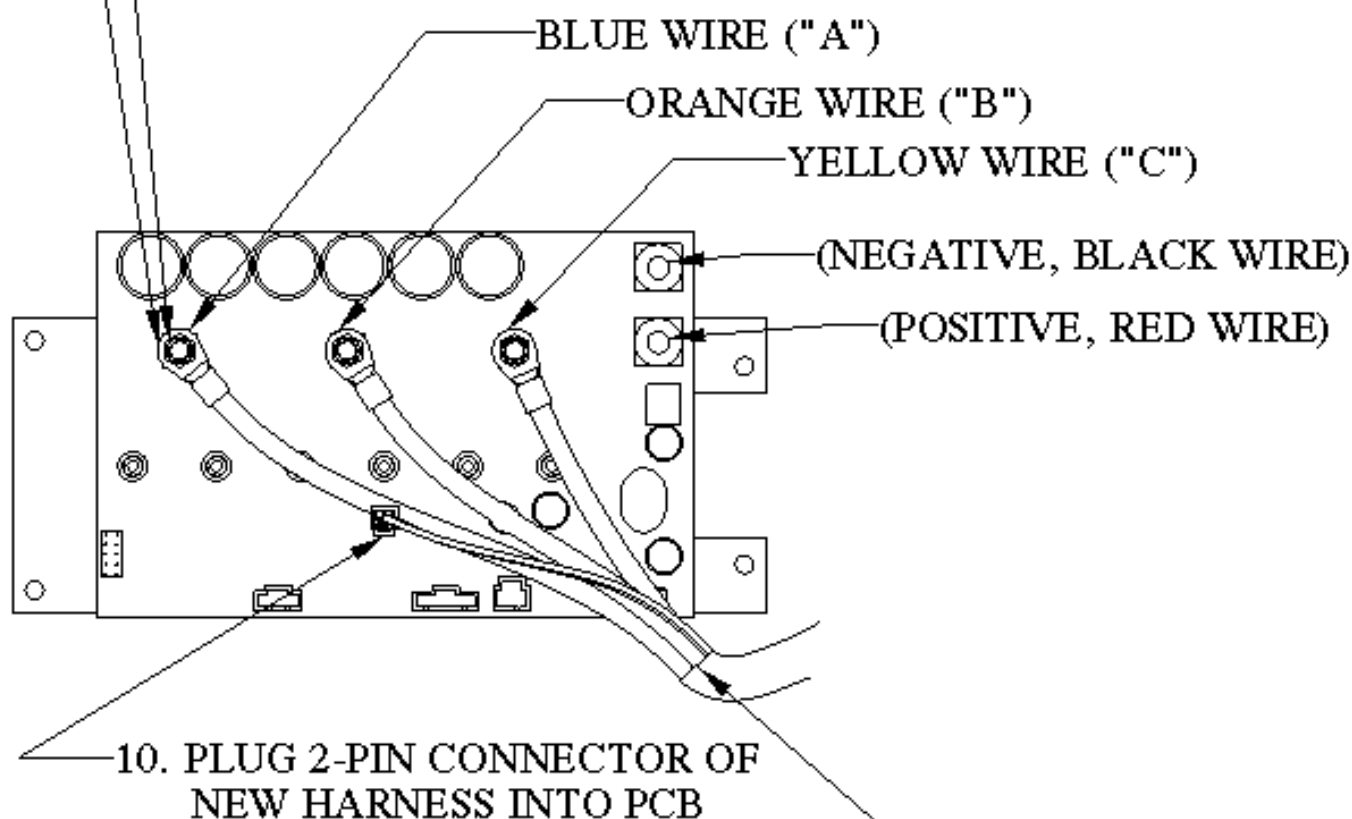 BLUE WIRE ("A")
ORANGE WIRE ("B")
YELLOW WIRE ("C")
(NEGATIVE, BLACK WIRE)
(POSITIVE, RED WIRE)
10. PLUG 2-PIN CONNECTOR OF
NEW HARNESS INTO PCB